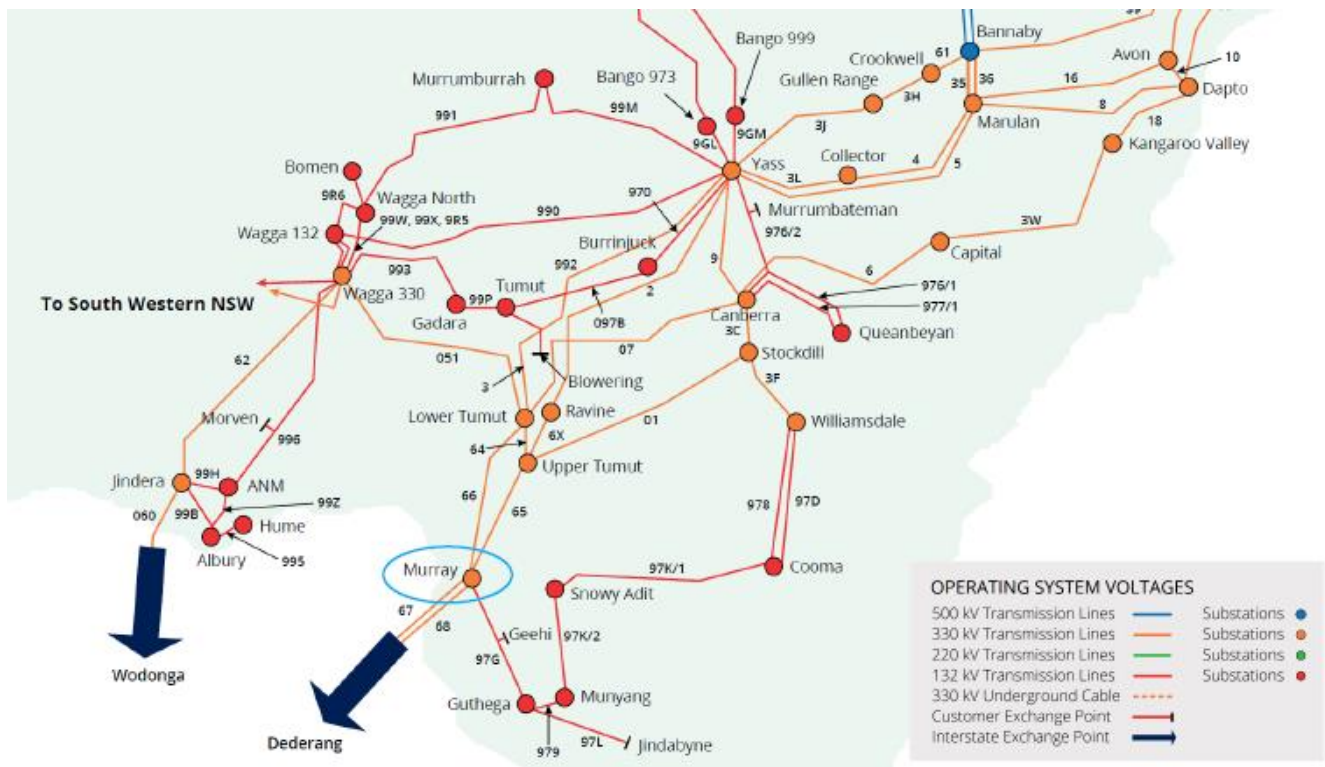 Bannaby
Bango 999
Crookwell
61
Avon
10
Murrumburrah
Bango 973
Gullen Range
3H
35
36
16
8
Dapto
991
99M
9GL
9GM
3J
Marulan
18
Kangaroo Valley
Bomen
Yass
Collector
4
5
3L
9R6
Wagga North
970
99W, 99X, 9R5
990
Murrumbateman
976/2
3W
Wagga 132
Burrinjuck
Capital
993
992
9
6
To South Western NSW
Wagga 330
Tumut
2
976/1
99P
Gadara
097B
Canberra
977/1
3C
Queanbeyan
62
051
07
Stockdill
3
Blowering
3F
Morven
Lower Tumut
Ravine
01
Williamsdale
996
64
6X
Upper Tumut
Jindera
99H
ANM
66
978
97D
060
99B
99Z
65
Hume
Albury
995
Murray
97K/1
Cooma
Snowy Adit
67
68
Geehi
97K/2
97G
Wodonga
Guthega
Munyang
Dederang
979
97L
Jindabyne
OPERATING SYSTEM VOLTAGES
500 kV Transmission Lines Substations
330 kV Transmission Lines Substations
220 kV Transmission Lines Substations
132 kV Transmission Lines Substations
330 kV Underground Cable
Customer Exchange Point
Interstate Exchange Point